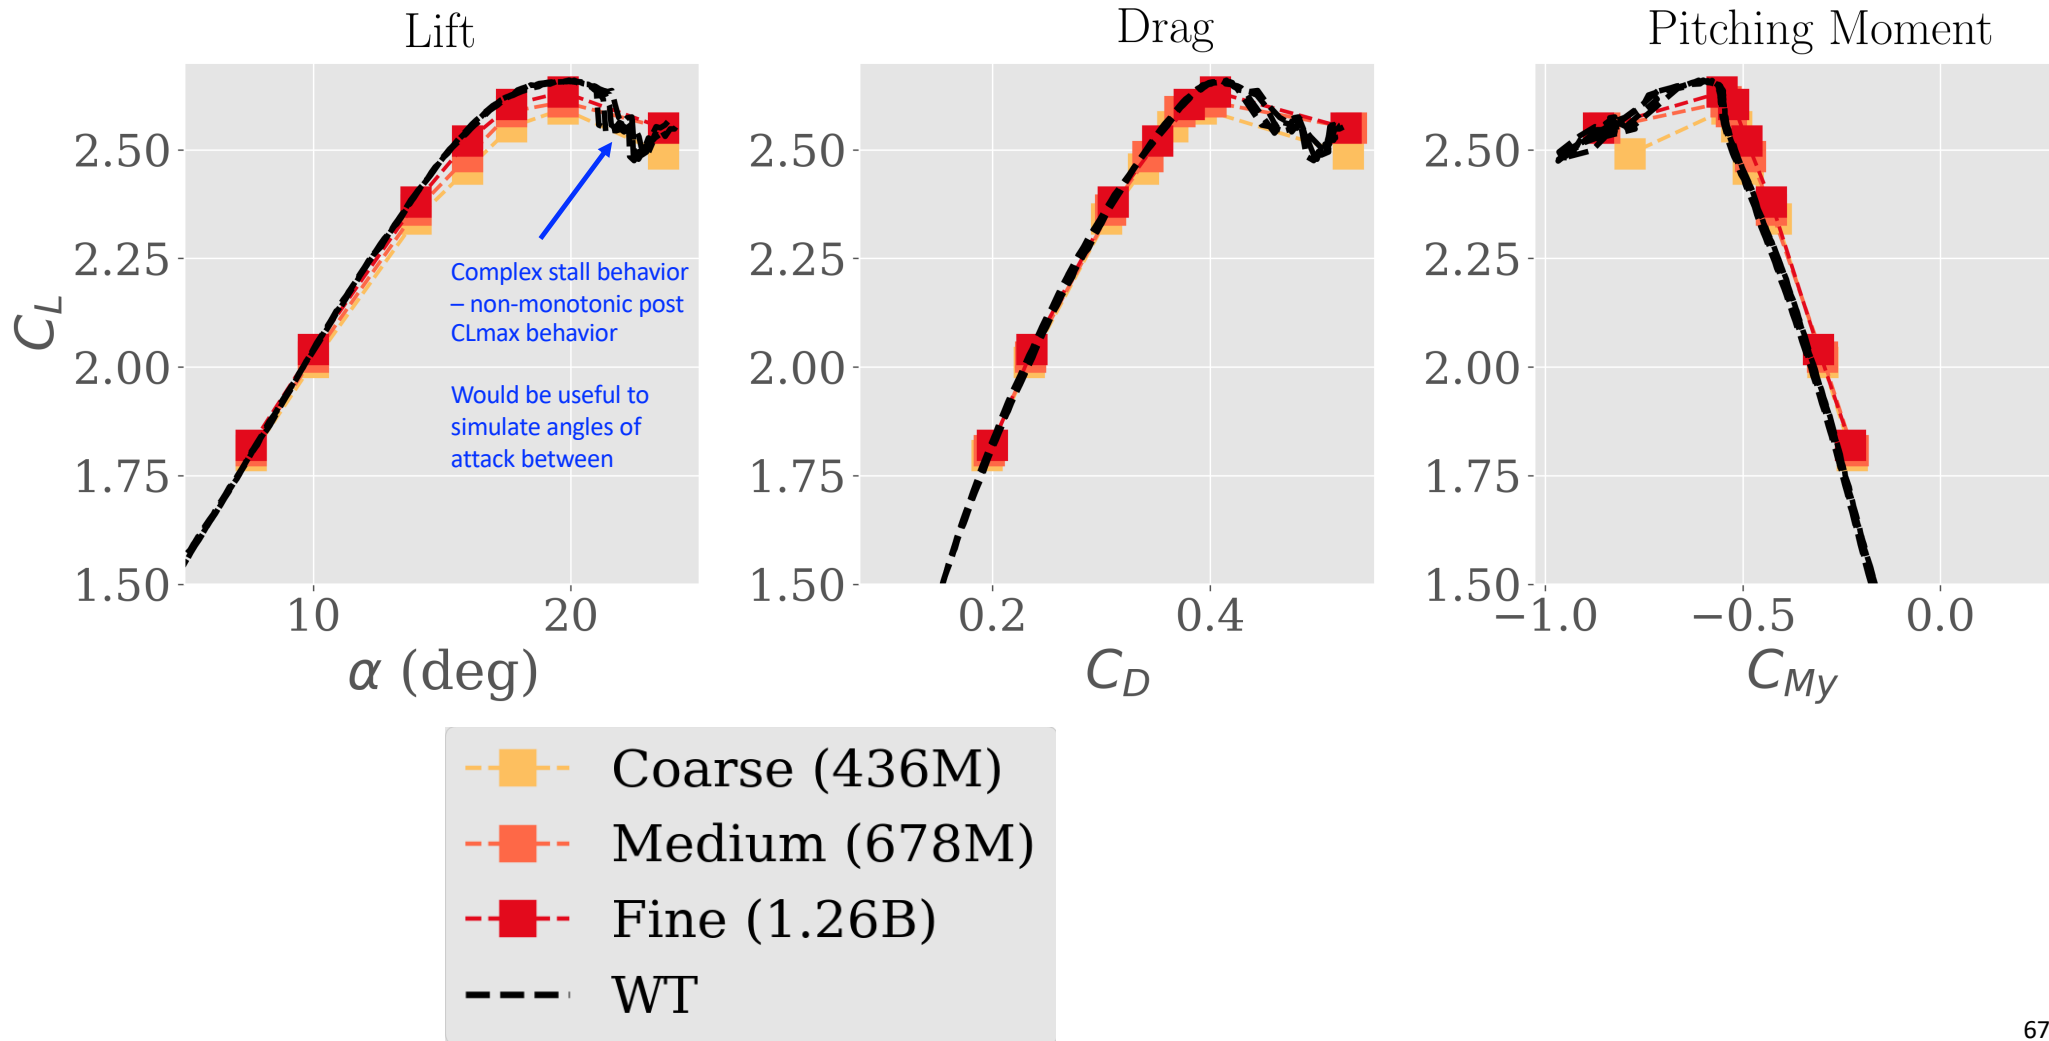 Lift
Drag
Pitching Moment
2.50
2.25
2.00
1.75
1.50
C_L
10
20
α (deg)
Complex stall behavior
– non-monotonic post
CLmax behavior
Would be useful to
simulate angles of
attack between
2.50
2.25
2.00
1.75
1.50
0.2
0.4
C_D
2.50
2.25
2.00
1.75
1.50
−1.0
−0.5
0.0
C_My
Coarse (436M)
Medium (678M)
Fine (1.26B)
WT
67